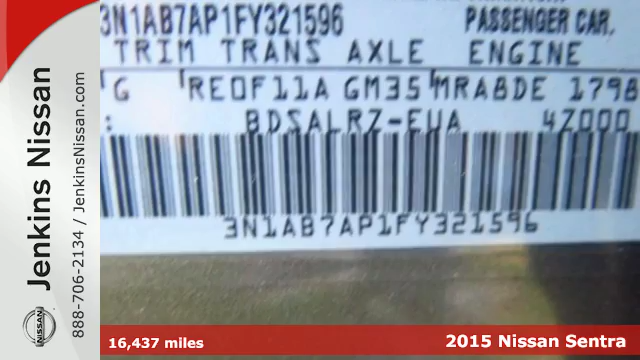 3N1AB7AP1FY321596 PASSENGER CAR,
TRIM TRANS AXLE ENGINE
G RE0F11A GM35 MRA8DE 1798
: BDSALRZ-EUA 4Z000
3N1AB7AP1FY321596
Jenkins Nissan
888-706-2134 / JenkinsNissan.com
NISSAN
16,437 miles
2015 Nissan Sentra